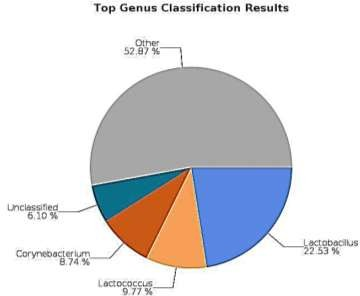 Top Genus Classification Results
Other
52.87 %
Unclassified
6.10 %
Corynebacterium
8.74 %
Lactococcus
9.77 %
Lactobacillus
22.53 %